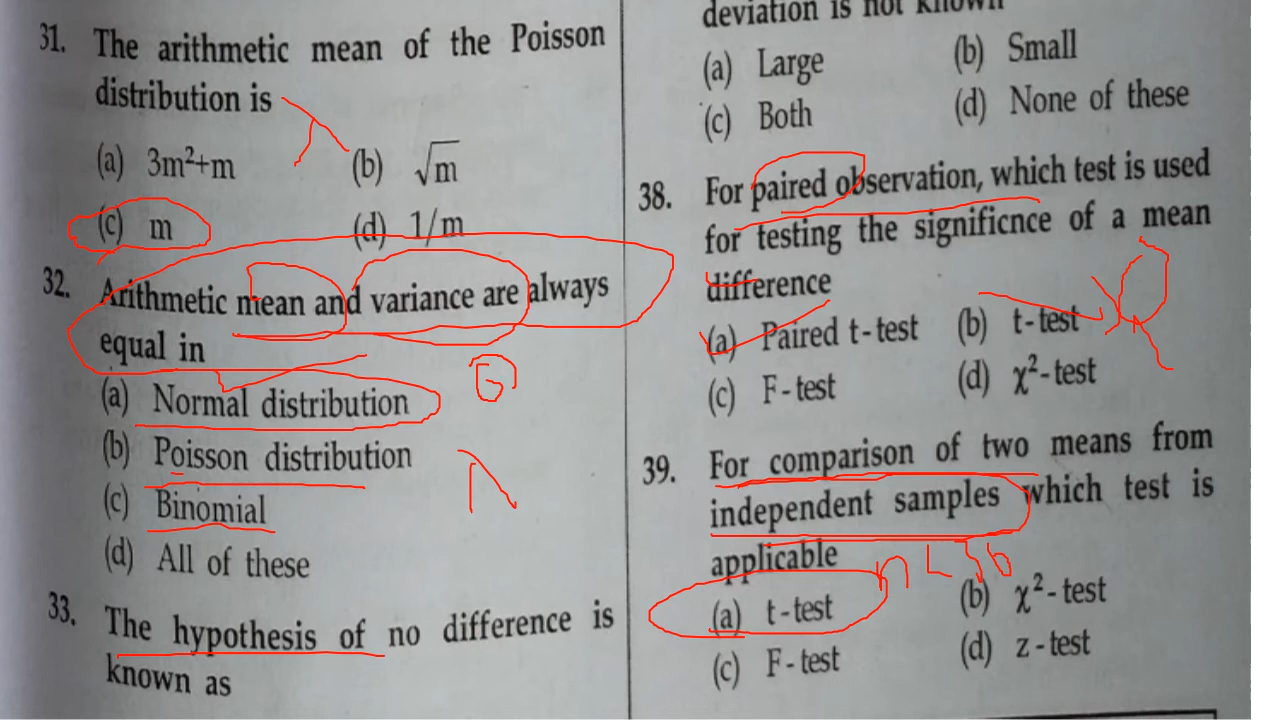 31. The arithmetic mean of the Poisson
distribution is λ
(a) 3m²+m (b) √m
(c) m (d) 1/m
32. Arithmetic mean and variance are always
equal in
(a) Normal distribution
(b) Poisson distribution
(c) Binomial
(d) All of these
λ
33. The hypothesis of no difference is
known as
deviation is not known
(a) Large (b) Small
(c) Both (d) None of these
38. For paired observation, which test is used
for testing the significnce of a mean
difference
(a) Paired t-test (b) t-test
(c) F-test (d) χ²-test
39. For comparison of two means from
independent samples which test is
applicable
(a) t-test (b) χ²-test
(c) F-test (d) z-test